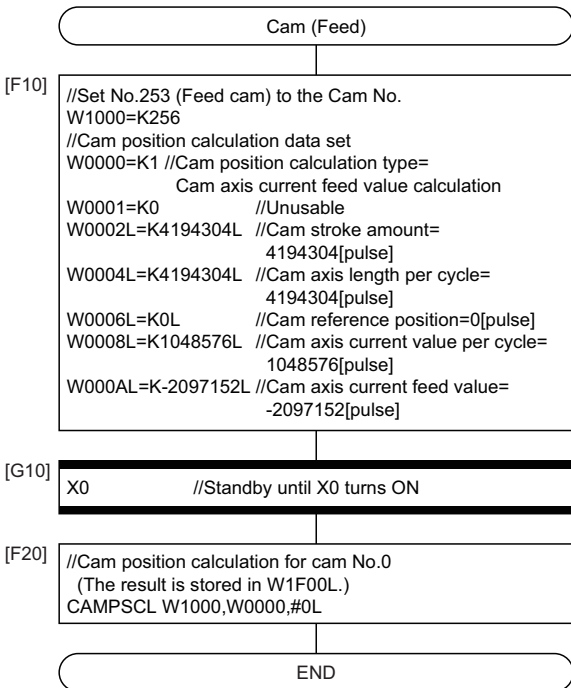 Cam (Feed)
[F10]
//Set No.253 (Feed cam) to the Cam No.
W1000=K256
//Cam position calculation data set
W0000=K1 //Cam position calculation type=
Cam axis current feed value calculation
W0001=K0 //Unusable
W0002L=K4194304L //Cam stroke amount=
4194304[pulse]
W0004L=K4194304L //Cam axis length per cycle=
4194304[pulse]
W0006L=K0L //Cam reference position=0[pulse]
W0008L=K1048576L //Cam axis current value per cycle=
1048576[pulse]
W000AL=K-2097152L //Cam axis current feed value=
-2097152[pulse]
[G10]
X0 //Standby until X0 turns ON
[F20]
//Cam position calculation for cam No.0
(The result is stored in W1F00L.)
CAMPSCL W1000,W0000,#0L
END